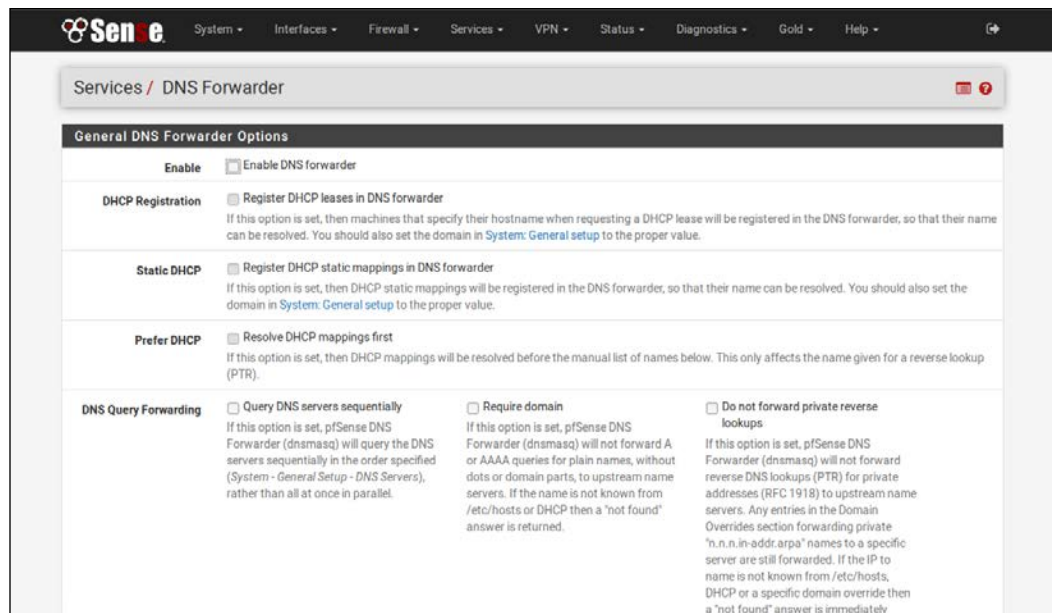 Sense
System Interfaces Firewall Services VPN Status Diagnostics Gold Help
Services / DNS Forwarder
General DNS Forwarder Options
Enable
Enable DNS forwarder
DHCP Registration
Register DHCP leases in DNS forwarder
If this option is set, then machines that specify their hostname when requesting a DHCP lease will be registered in the DNS forwarder, so that their name
can be resolved. You should also set the domain in System: General setup to the proper value.
Static DHCP
Register DHCP static mappings in DNS forwarder
If this option is set, then DHCP static mappings will be registered in the DNS forwarder, so that their name can be resolved. You should also set the
domain in System: General setup to the proper value.
Prefer DHCP
Resolve DHCP mappings first
If this option is set, then DHCP mappings will be resolved before the manual list of names below. This only affects the name given for a reverse lookup
(PTR).
DNS Query Forwarding
Query DNS servers sequentially
If this option is set, pfSense DNS
Forwarder (dnsmasq) will query the DNS
servers sequentially in the order specified
(System - General Setup - DNS Servers),
rather than all at once in parallel.
Require domain
If this option is set, pfSense DNS
Forwarder (dnsmasq) will not forward A
or AAAA queries for plain names, without
dots or domain parts, to upstream name
servers. If the name is not known from
/etc/hosts or DHCP then a "not found"
answer is returned.
Do not forward private reverse
lookups
If this option is set, pfSense DNS
Forwarder (dnsmasq) will not forward
reverse DNS lookups (PTR) for private
addresses (RFC 1918) to upstream name
servers. Any entries in the Domain
Overrides section forwarding private
"n.n.n.in-addr.arpa" names to a specific
server are still forwarded. If the IP to
name is not known from /etc/hosts,
DHCP or a specific domain override then
a "not found" answer is immediately